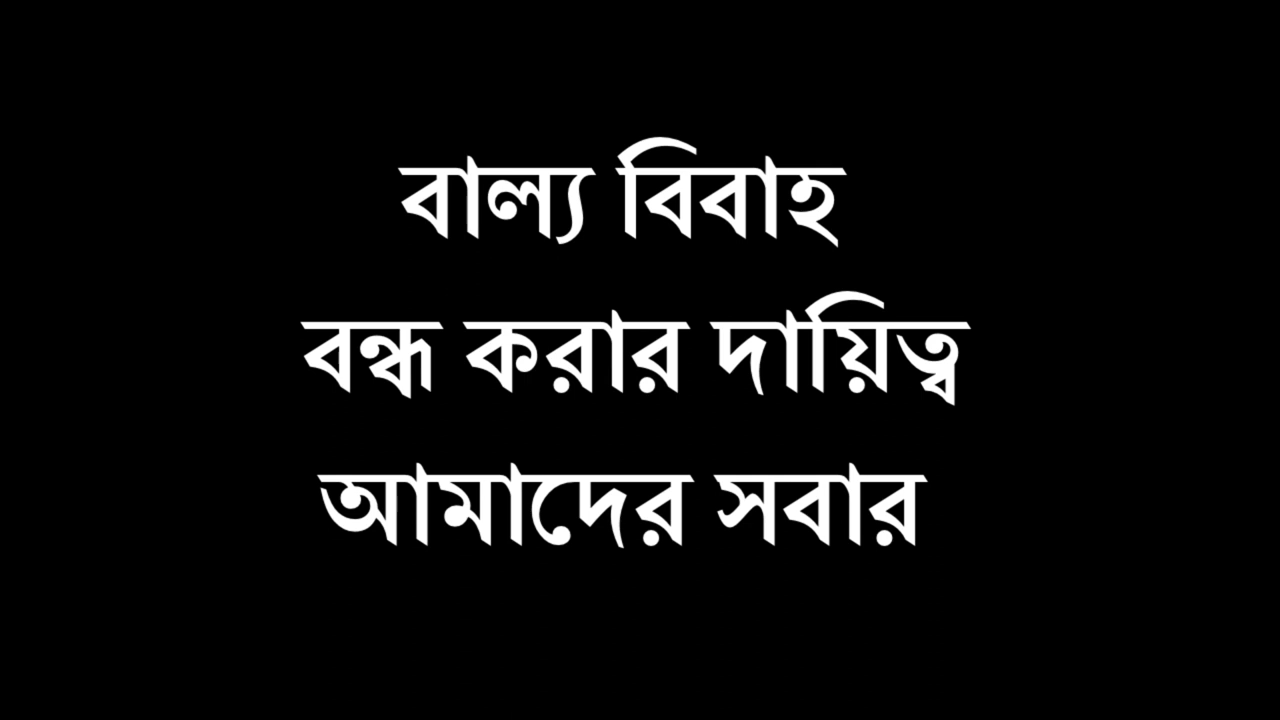 বাল্য বিবাহ
বন্ধ করার দায়িত্ব
আমাদের সবার